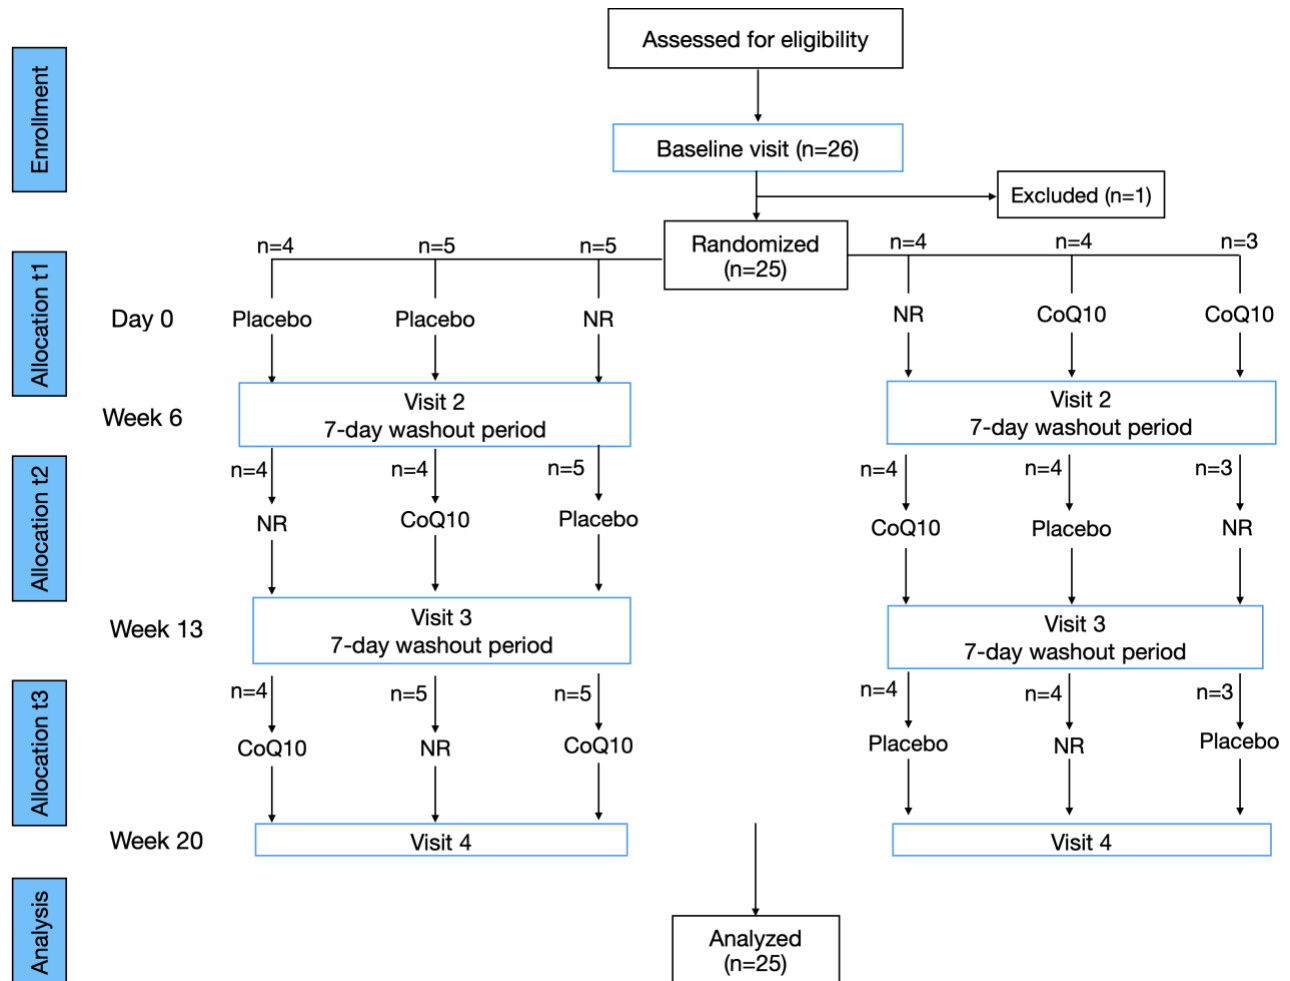 Assessed for eligibility
Enrollment
Baseline visit (n=26)
Excluded (n=1)
Randomized
(n=25)
n=4
n=5
n=5
n=4
n=4
n=3
Allocation t1
Day 0
Placebo
Placebo
NR
NR
CoQ10
CoQ10
Week 6
Visit 2
7-day washout period
Visit 2
7-day washout period
Allocation t2
n=4
n=4
n=5
n=4
n=4
n=3
NR
CoQ10
Placebo
CoQ10
Placebo
NR
Week 13
Visit 3
7-day washout period
Visit 3
7-day washout period
Allocation t3
n=4
n=5
n=5
n=4
n=4
n=3
CoQ10
NR
CoQ10
Placebo
NR
Placebo
Week 20
Visit 4
Visit 4
Analysis
Analyzed
(n=25)